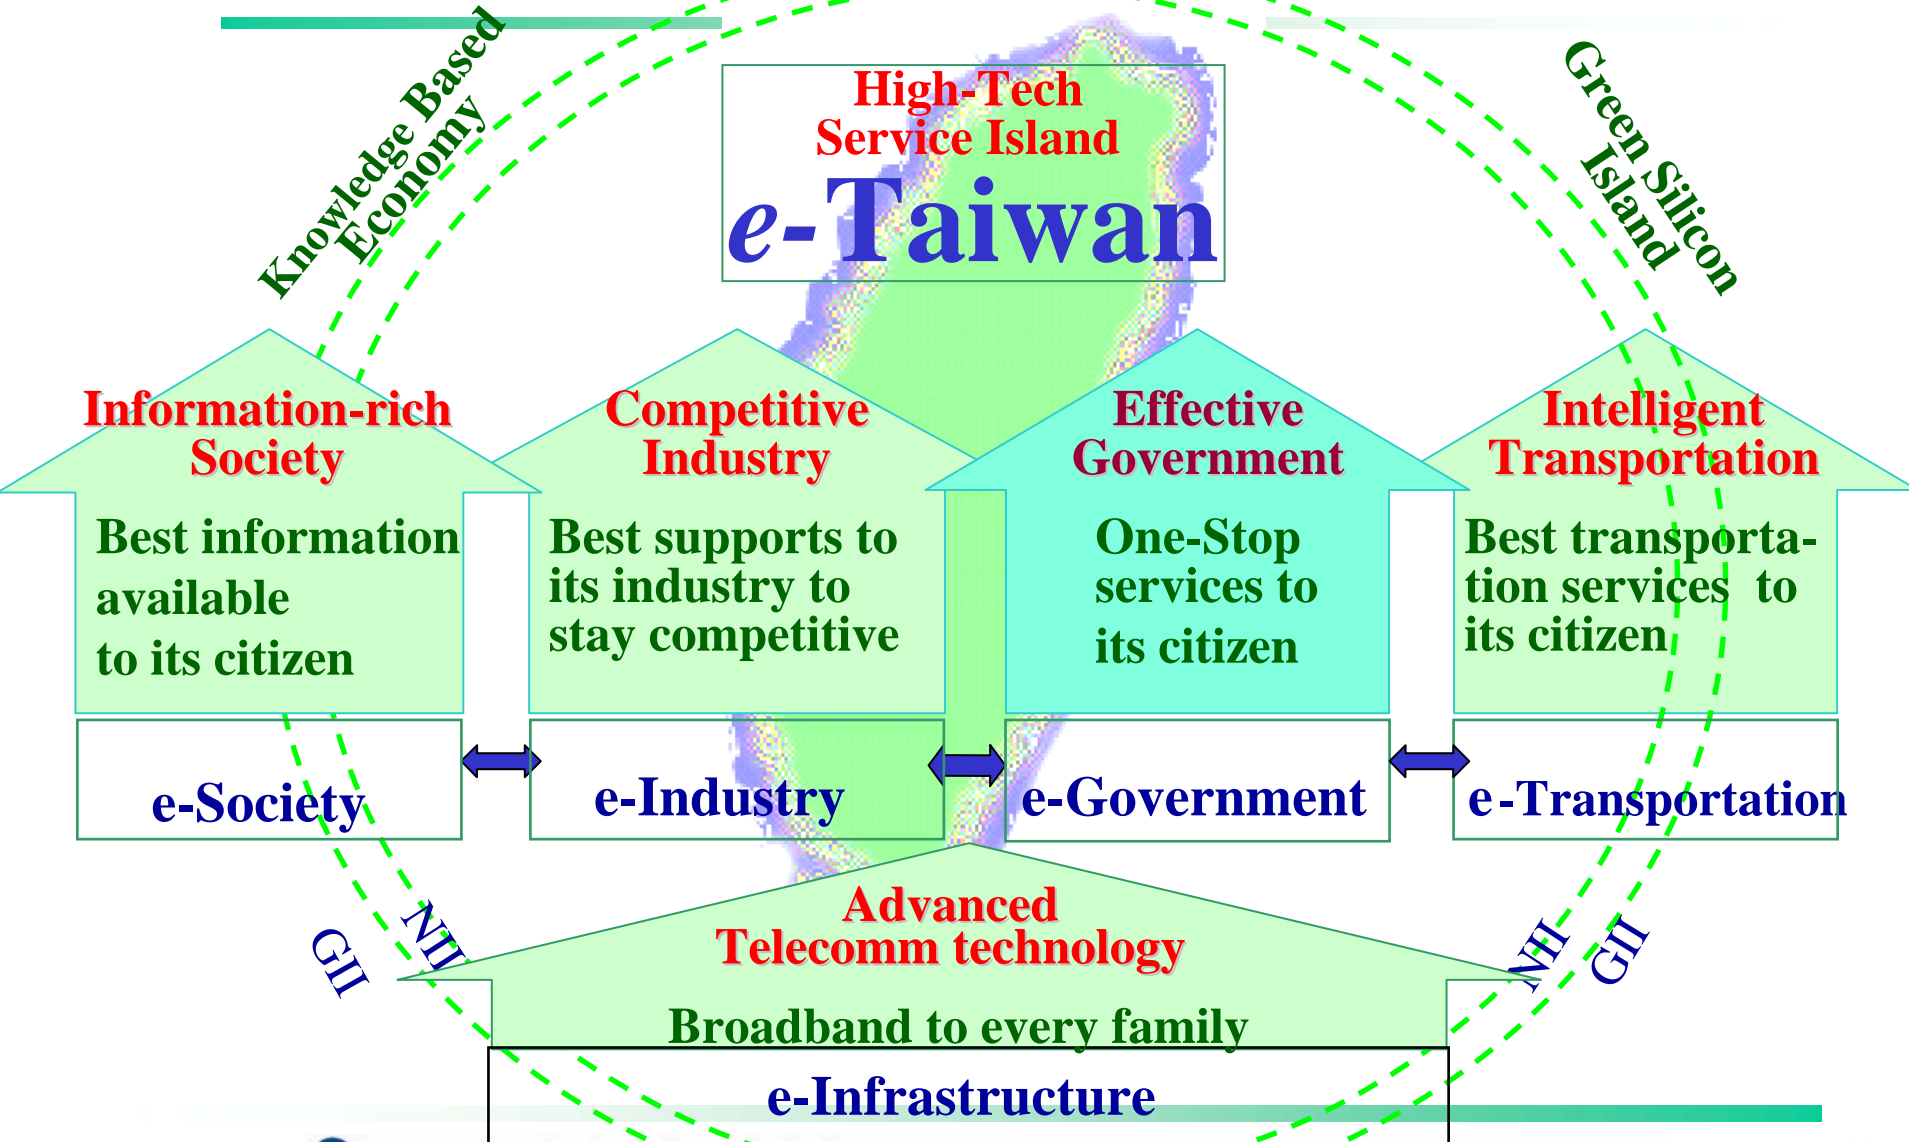 Knowledge Based
Economy
Green Silicon
Island
High-Tech
Service Island
e-Taiwan
Information-rich
Society
Best information
available
to its citizen
Competitive
Industry
Best supports to
its industry to
stay competitive
Effective
Government
One-Stop
services to
its citizen
Intelligent
Transportation
Best transporta-
tion services to
its citizen
e-Society
e-Industry
e-Government
e-Transportation
GII
NII
NII
GII
Advanced
Telecomm technology
Broadband to every family
e-Infrastructure